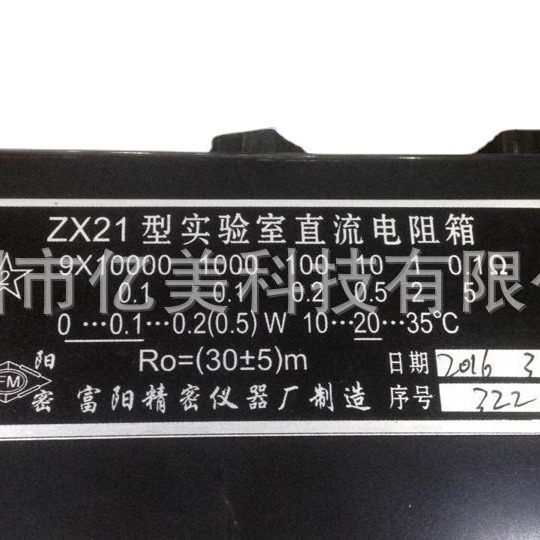 ZX21 型实验室直流电阻箱
9X10000 1000 100 10 1 0.1Ω
0.1 0.1 0.2 0.5 2 5
0…0.1…0.2(0.5) W 10…20…35℃
Ro=(30±5)m 日期 2016 3
阳密 FM 富阳精密仪器厂制造 序号 322
市亿美科技有限